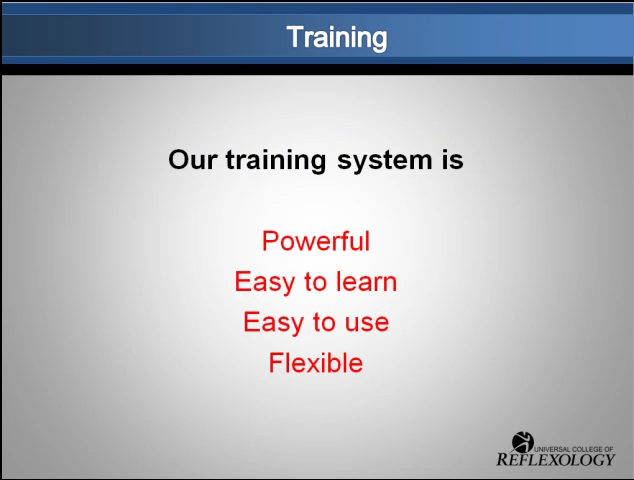 Training
Our training system is
Powerful
Easy to learn
Easy to use
Flexible
UNIVERSAL COLLEGE OF
REFLEXOLOGY